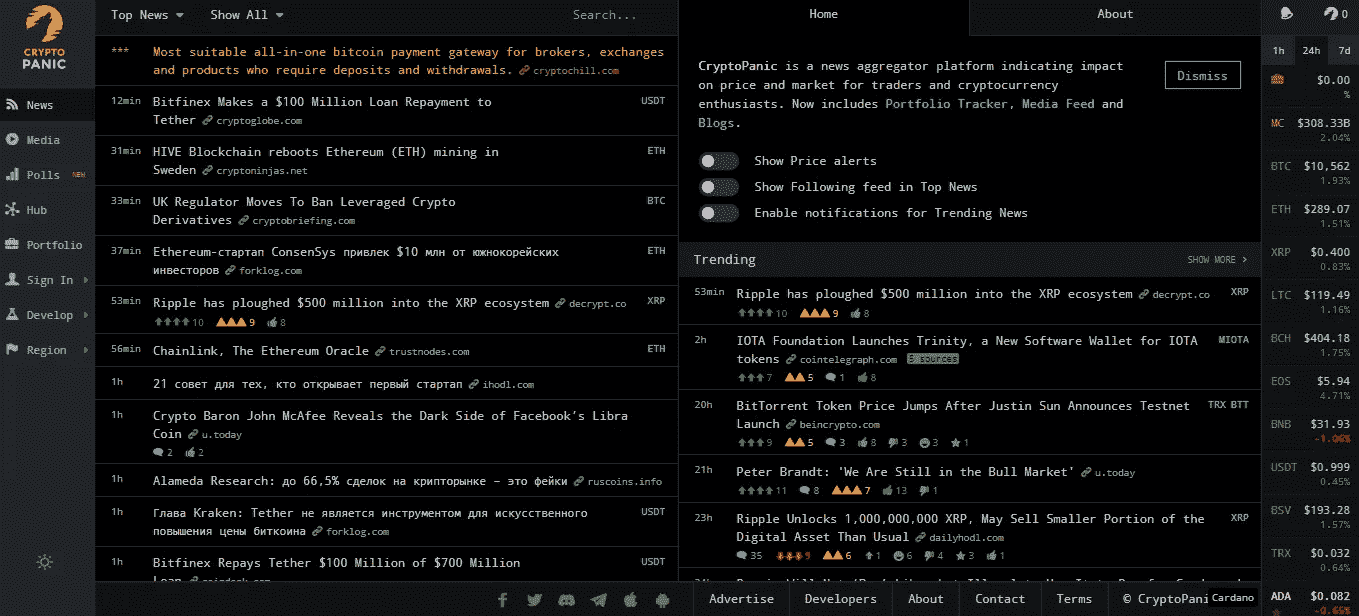 CRYPTO
PANIC
News
Media
Polls NEW
Hub
Portfolio
Sign In
Develop
Region
Top News
Show All
Search...
*** Most suitable all-in-one bitcoin payment gateway for brokers, exchanges
and products who require deposits and withdrawals. cryptochill.com
12min Bitfinex Makes a $100 Million Loan Repayment to USDT
Tether cryptoglobe.com
31min HIVE Blockchain reboots Ethereum (ETH) mining in ETH
Sweden cryptoninjas.net
33min UK Regulator Moves To Ban Leveraged Crypto BTC
Derivatives cryptobriefing.com
37min Ethereum-стартап ConsenSys привлек $10 млн от южнокорейских ETH
инвесторов forklog.com
53min Ripple has ploughed $500 million into the XRP ecosystem decrypt.co XRP
10 9 8
56min Chainlink, The Ethereum Oracle trustnodes.com ETH
1h 21 совет для тех, кто открывает первый стартап ihodl.com
1h Crypto Baron John McAfee Reveals the Dark Side of Facebook’s Libra
Coin u.today
2 2
1h Alameda Research: до 66,5% сделок на крипторынке – это фейки ruscoins.info
1h Глава Kraken: Tether не является инструментом для искусственного USDT
повышения цены биткоина forklog.com
1h Bitfinex Repays Tether $100 Million of $700 Million USDT
Home
About
CryptoPanic is a news aggregator platform indicating impact
on price and market for traders and cryptocurrency
enthusiasts. Now includes Portfolio Tracker, Media Feed and
Blogs.
Dismiss
Show Price alerts
Show Following feed in Top News
Enable notifications for Trending News
Trending SHOW MORE
53min Ripple has ploughed $500 million into the XRP ecosystem decrypt.co XRP
10 9 8
2h IOTA Foundation Launches Trinity, a New Software Wallet for IOTA MIOTA
tokens cointelegraph.com 5 sources
7 5 1 8
20h BitTorrent Token Price Jumps After Justin Sun Announces Testnet TRX BTT
Launch beincrypto.com
9 5 3 8 3 3 1
21h Peter Brandt: 'We Are Still in the Bull Market' u.today
11 8 7 13 1
23h Ripple Unlocks 1,000,000,000 XRP, May Sell Smaller Portion of the XRP
Digital Asset Than Usual dailyhodl.com
35 9 6 1 6 4 3 1
0
1h 24h 7d
$0.00
%
MC $308.33B
2.04%
BTC $10,562
1.93%
ETH $289.07
1.51%
XRP $0.400
0.83%
LTC $119.49
1.16%
BCH $404.18
1.75%
EOS $5.94
4.71%
BNB $31.93
USDT $0.999
0.45%
BSV $193.28
1.57%
TRX $0.032
0.64%
ADA $0.082
Advertise
Developers
About
Contact
Terms
© CryptoPani
Cardano